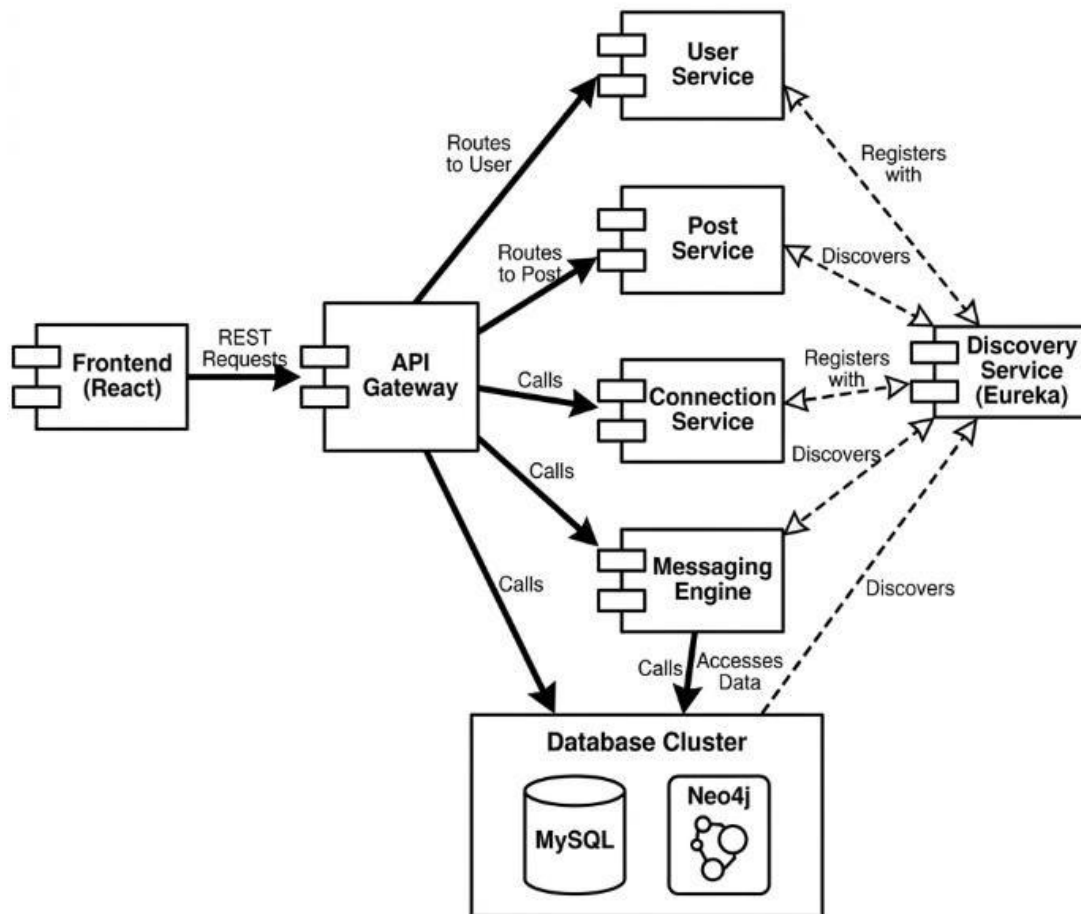 User
Service
Routes
to User
Registers
with
Post
Service
Routes
to Post
Discovers
Frontend
(React)
REST
Requests
API
Gateway
Calls
Connection
Service
Registers
with
Discovery
Service
(Eureka)
Discovers
Calls
Messaging
Engine
Calls
Discovers
Calls
Accesses
Data
Database Cluster
MySQL
Neo4j